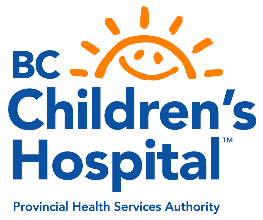 BC
Children's
Hospital™
Provincial Health Services Authority